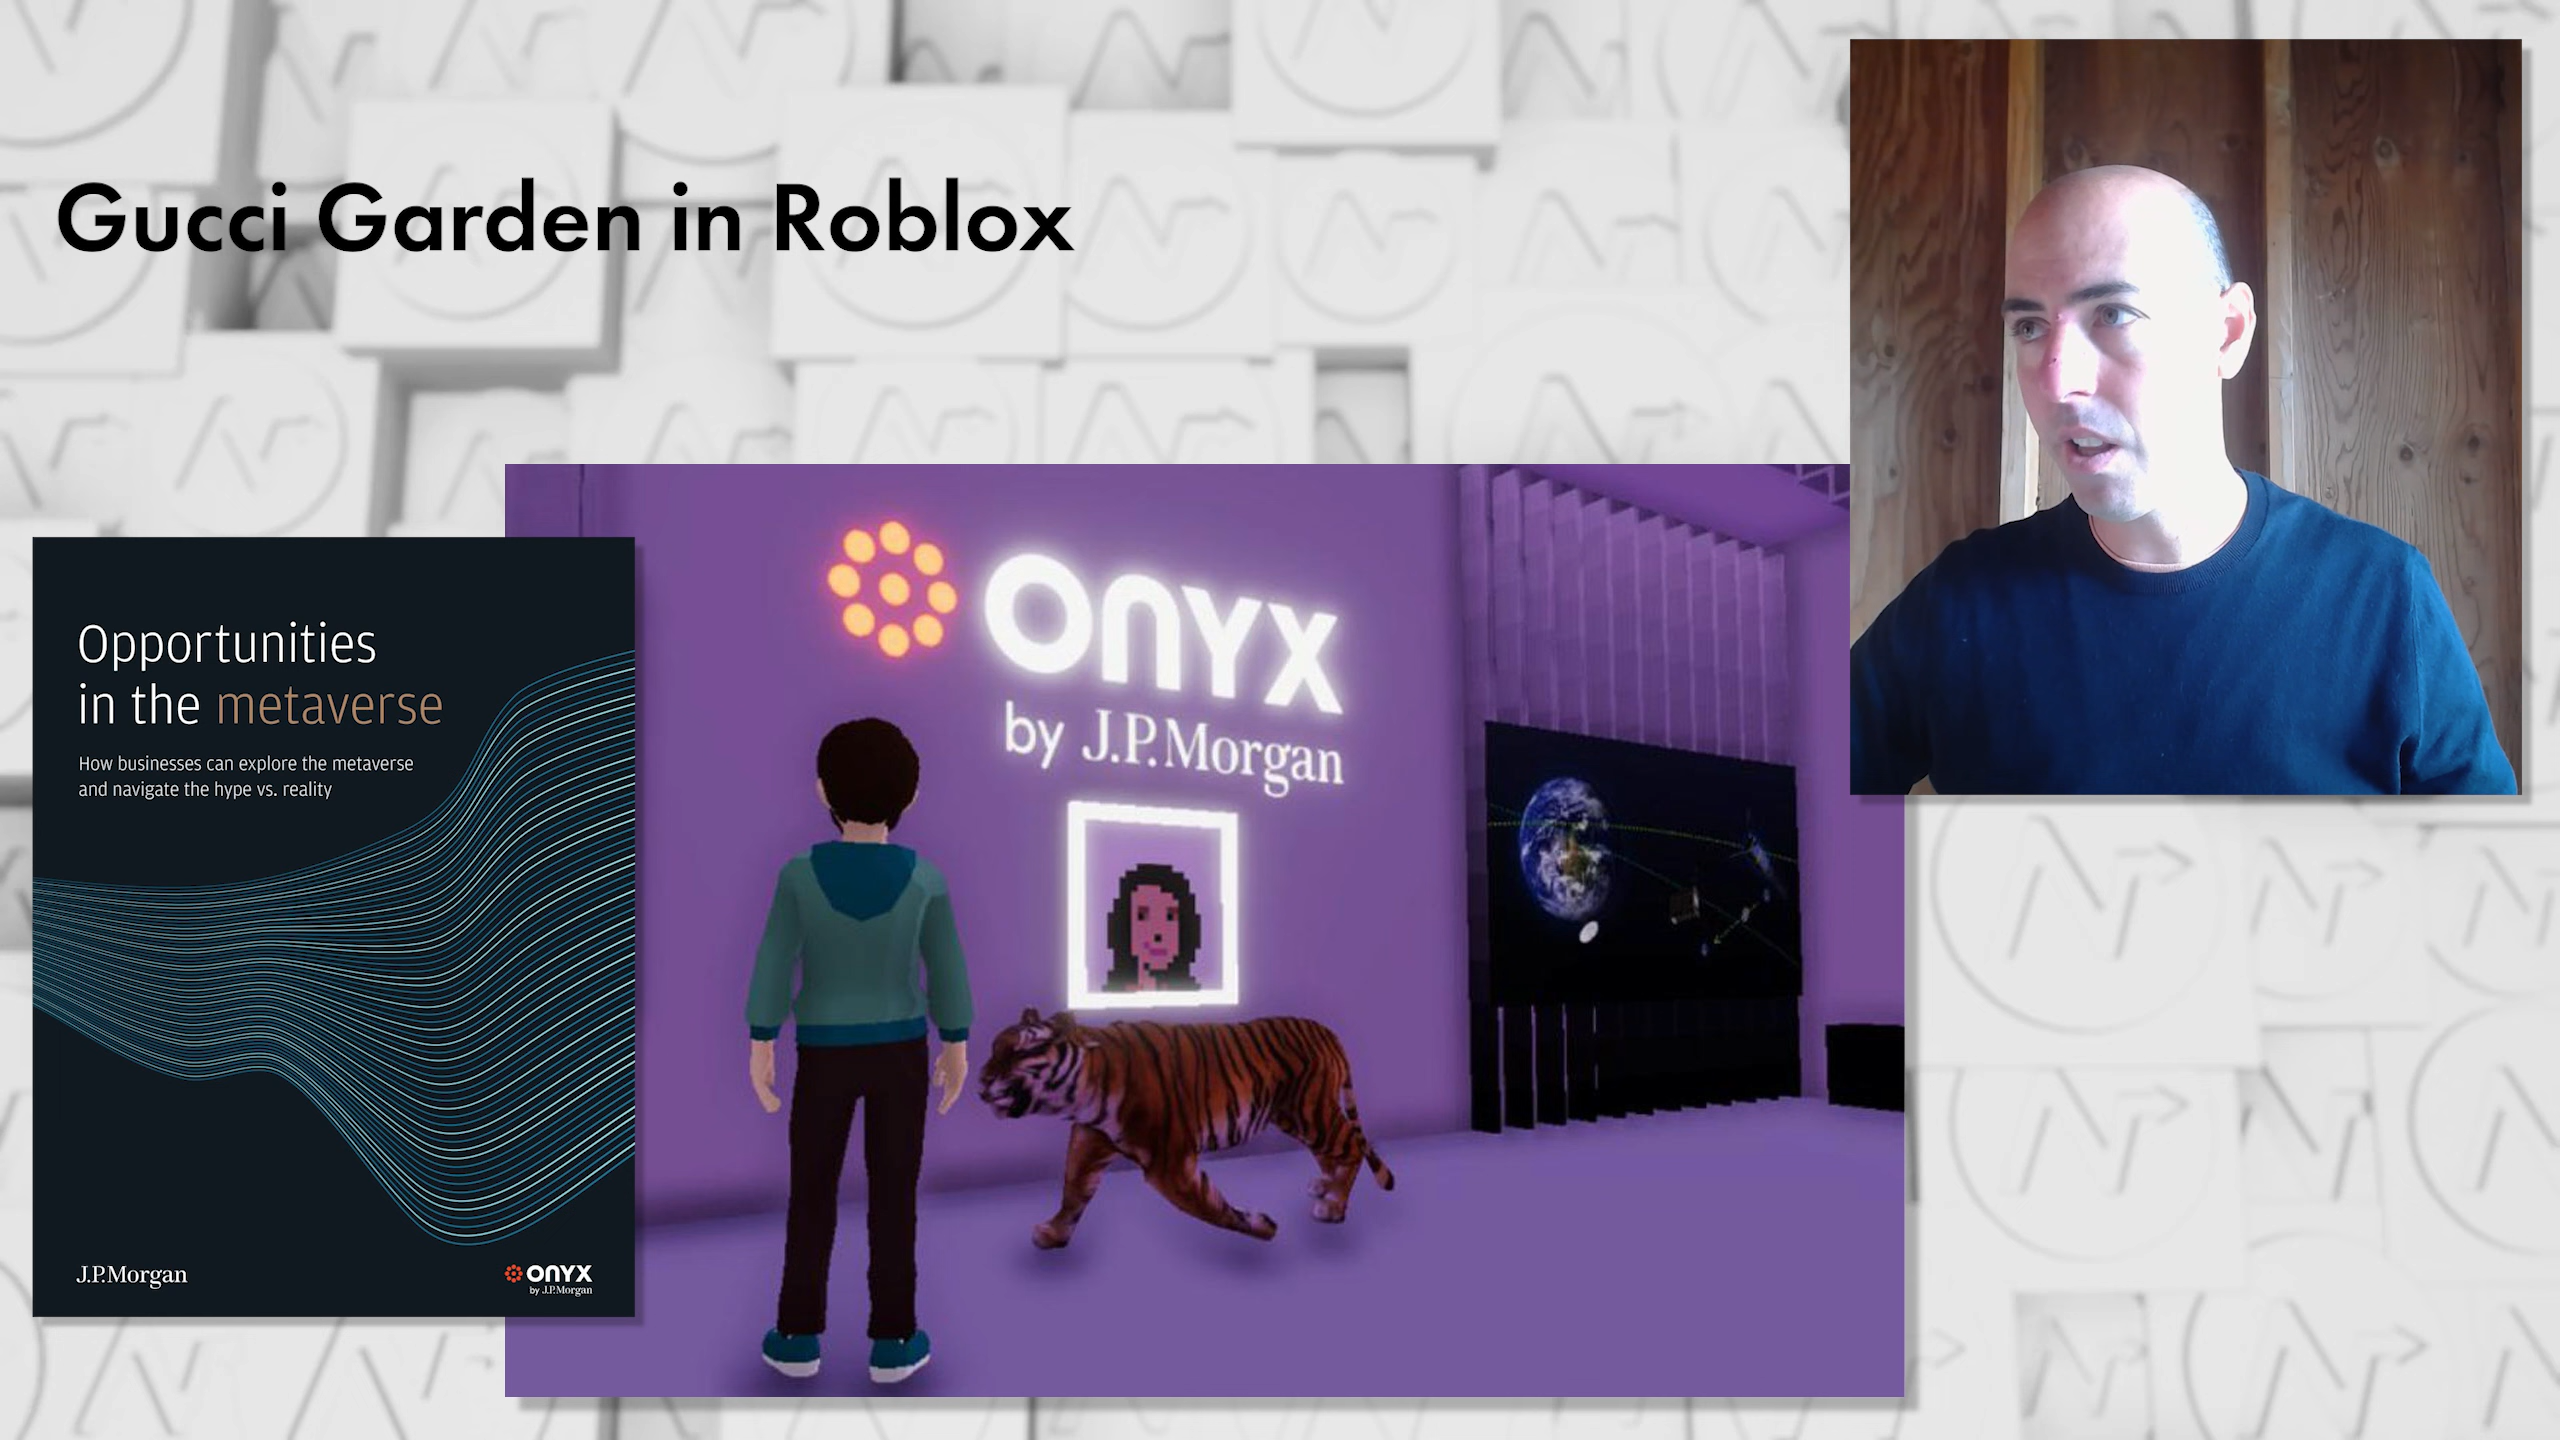 Gucci Garden in Roblox
Opportunities
in the metaverse
How businesses can explore the metaverse
and navigate the hype vs. reality
J.P.Morgan
onyx
by J.P.Morgan
onyx
by J.P.Morgan